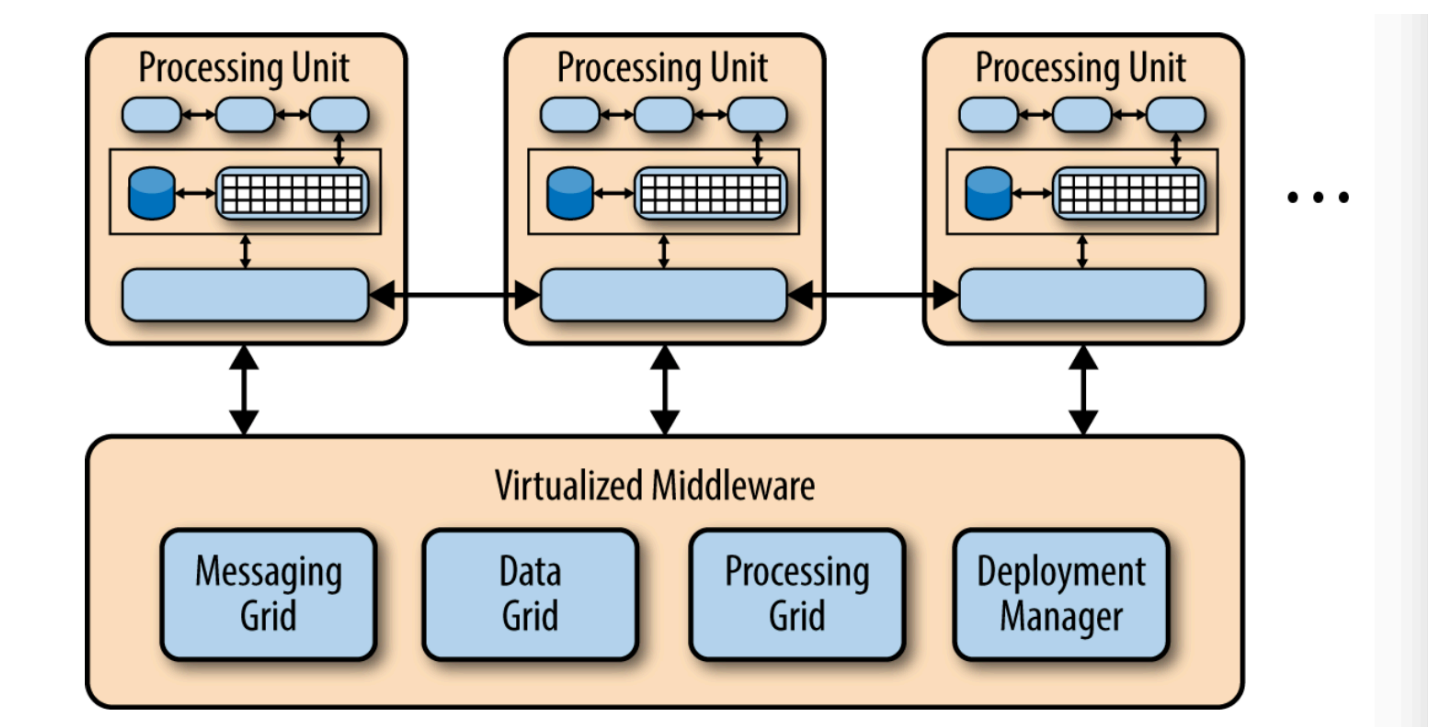 Processing Unit
Processing Unit
Processing Unit
...
Virtualized Middleware
Messaging
Grid
Data
Grid
Processing
Grid
Deployment
Manager